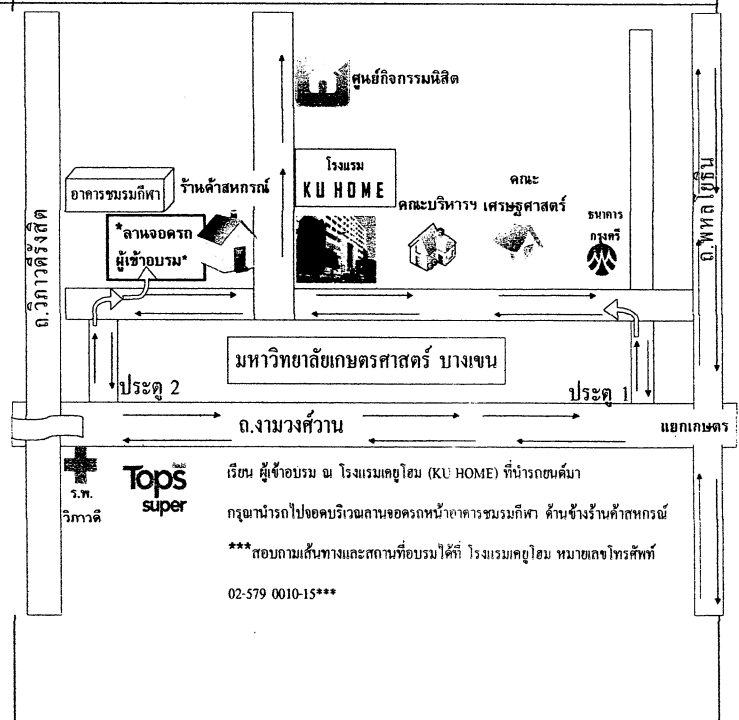 ศูนย์กิจกรรมนิสิต
โรงแรม
KU HOME
คณะ
อาคารชมรมกีฬา
ร้านค้าสหกรณ์
คณะบริหารฯ เศรษฐศาสตร์
ธนาคาร
กรุงศรี
*ลานจอดรถ
ผู้เข้าอบรม*
ถ.วิภาวดีรังสิต
ถ.พหลโยธิน
มหาวิทยาลัยเกษตรศาสตร์ บางเขน
ประตู 2
ประตู 1
ถ.งามวงศ์วาน
แยกเกษตร
ร.พ.
วิภาวดี
Tops
super
เรียน ผู้เข้าอบรม ณ โรงแรมเคยูโฮม (KU HOME) ที่นำรถยนต์มา
กรุณานำรถไปจอดบริเวณลานจอดรถหน้าอาคารชมรมกีฬา ด้านข้างร้านค้าสหกรณ์
***สอบถามเส้นทางและสถานที่อบรมได้ที่ โรงแรมเคยูโฮม หมายเลขโทรศัพท์
02-579 0010-15***